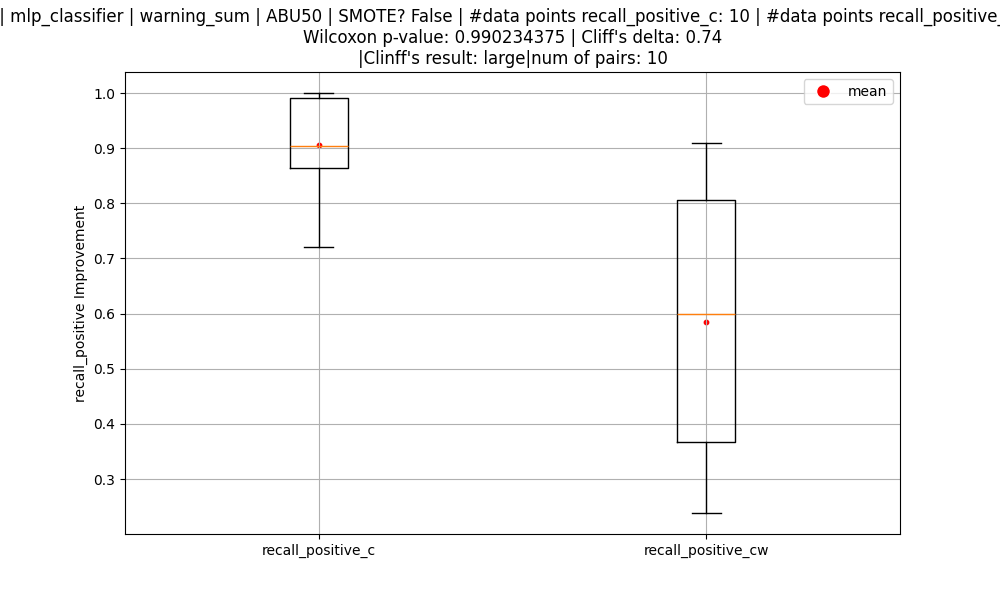 | mlp_classifier | warning_sum | ABU50 | SMOTE? False | #data points recall_positive_c: 10 | #data points recall_positive_
Wilcoxon p-value: 0.990234375 | Cliff's delta: 0.74
|Clinff's result: large|num of pairs: 10
mean
1.0
0.9
0.8
0.7
0.6
0.5
0.4
0.3
recall_positive Improvement
recall_positive_c
recall_positive_cw